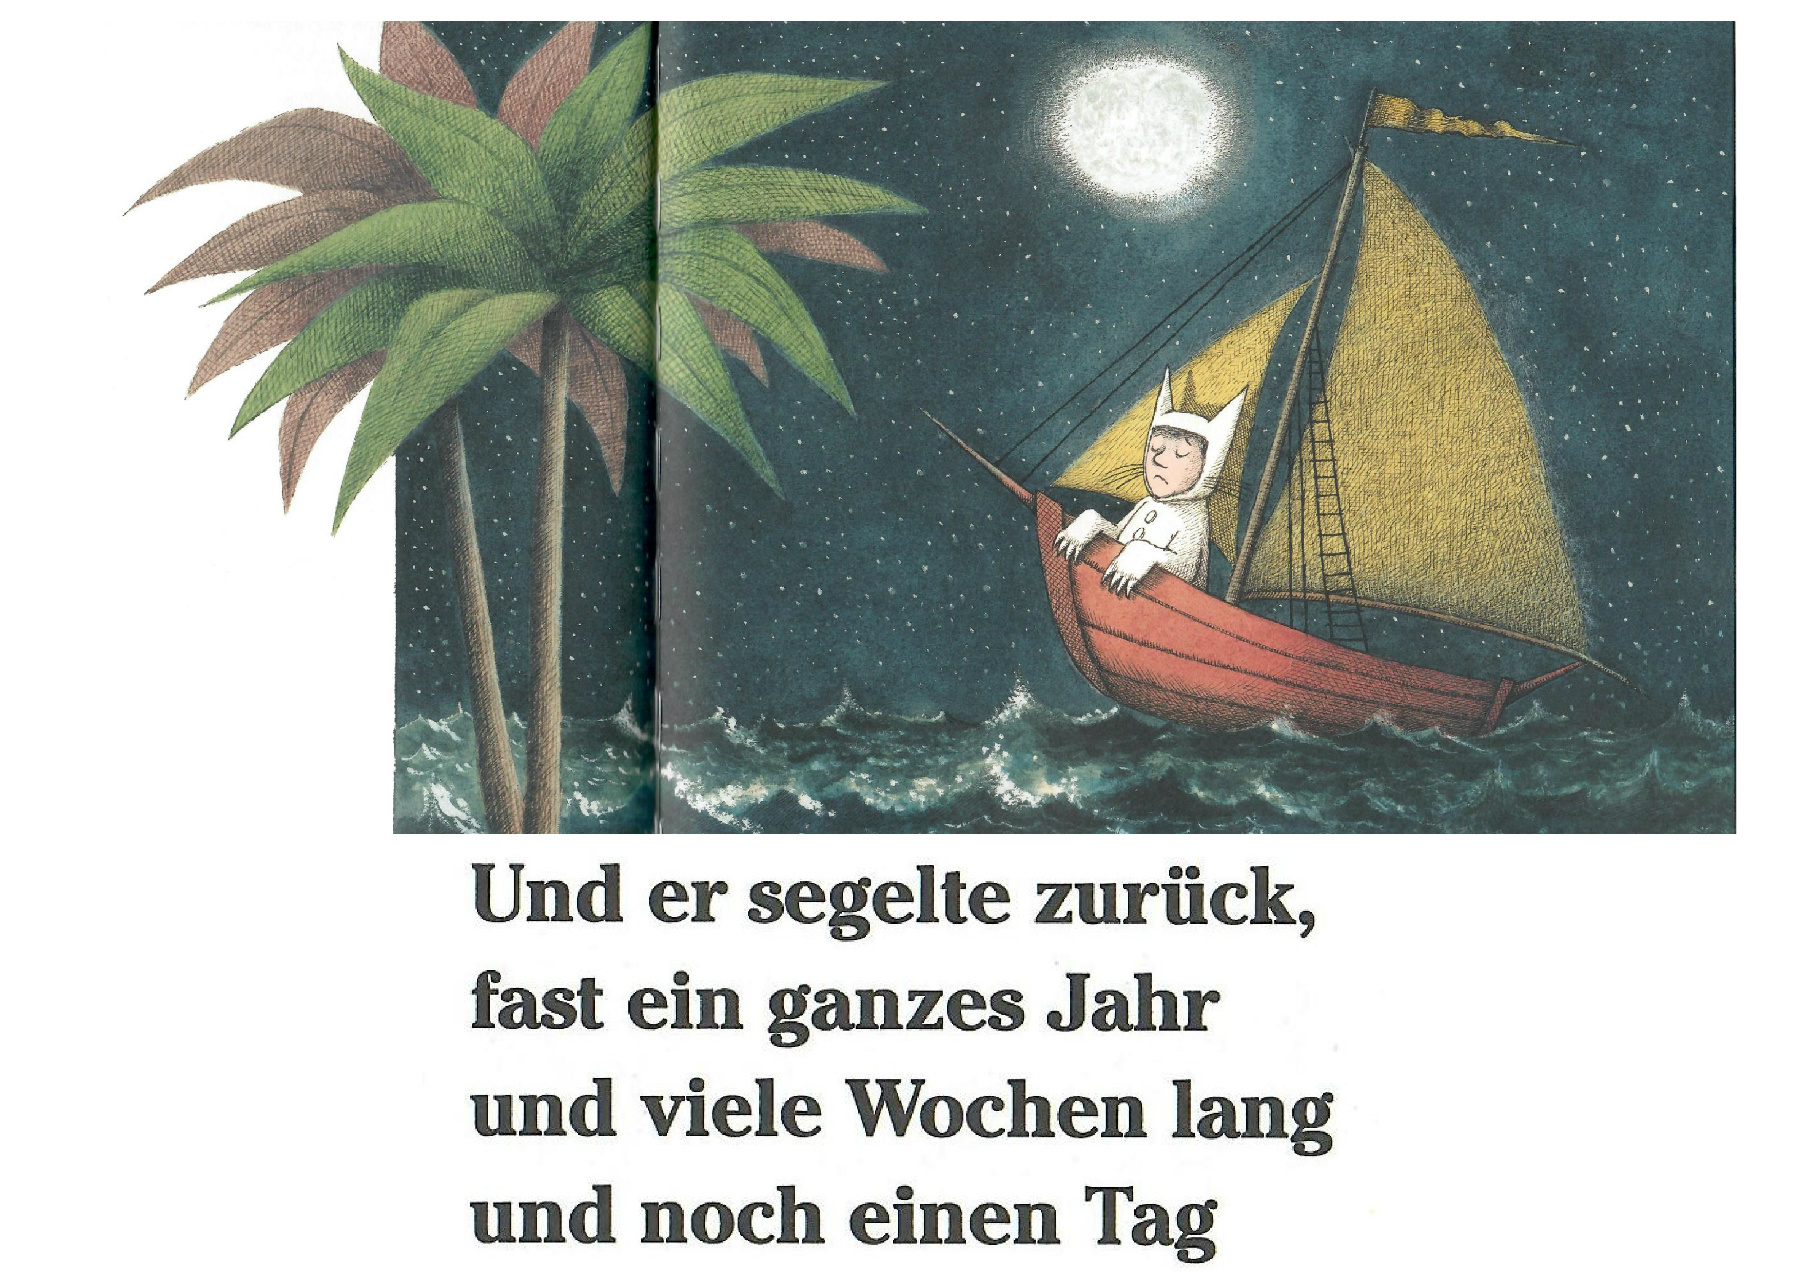 Und er segelte zurück,
fast ein ganzes Jahr
und viele Wochen lang
und noch einen Tag